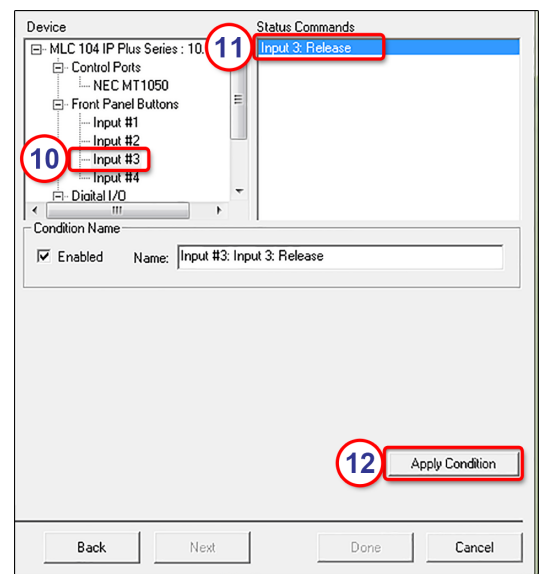 Device
Status Commands
MLC 104 IP Plus Series : 10.
11
Input 3: Release
Control Ports
NEC MT1050
Front Panel Buttons
Input #1
Input #2
10
Input #3
Input #4
Digital I/O
Condition Name
Enabled
Name:
Input #3: Input 3: Release
12
Apply Condition
Back
Next
Done
Cancel